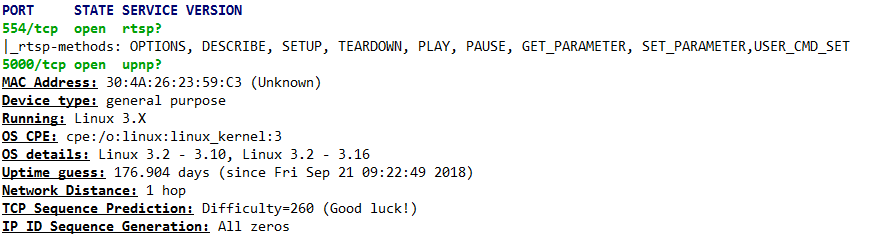 PORT     STATE SERVICE VERSION
554/tcp  open  rtsp?
|_rtsp-methods: OPTIONS, DESCRIBE, SETUP, TEARDOWN, PLAY, PAUSE, GET_PARAMETER, SET_PARAMETER,USER_CMD_SET
5000/tcp open  upnp?
MAC Address: 30:4A:26:23:59:C3 (Unknown)
Device type: general purpose
Running: Linux 3.X
OS CPE: cpe:/o:linux:linux_kernel:3
OS details: Linux 3.2 - 3.10, Linux 3.2 - 3.16
Uptime guess: 176.904 days (since Fri Sep 21 09:22:49 2018)
Network Distance: 1 hop
TCP Sequence Prediction: Difficulty=260 (Good luck!)
IP ID Sequence Generation: All zeros